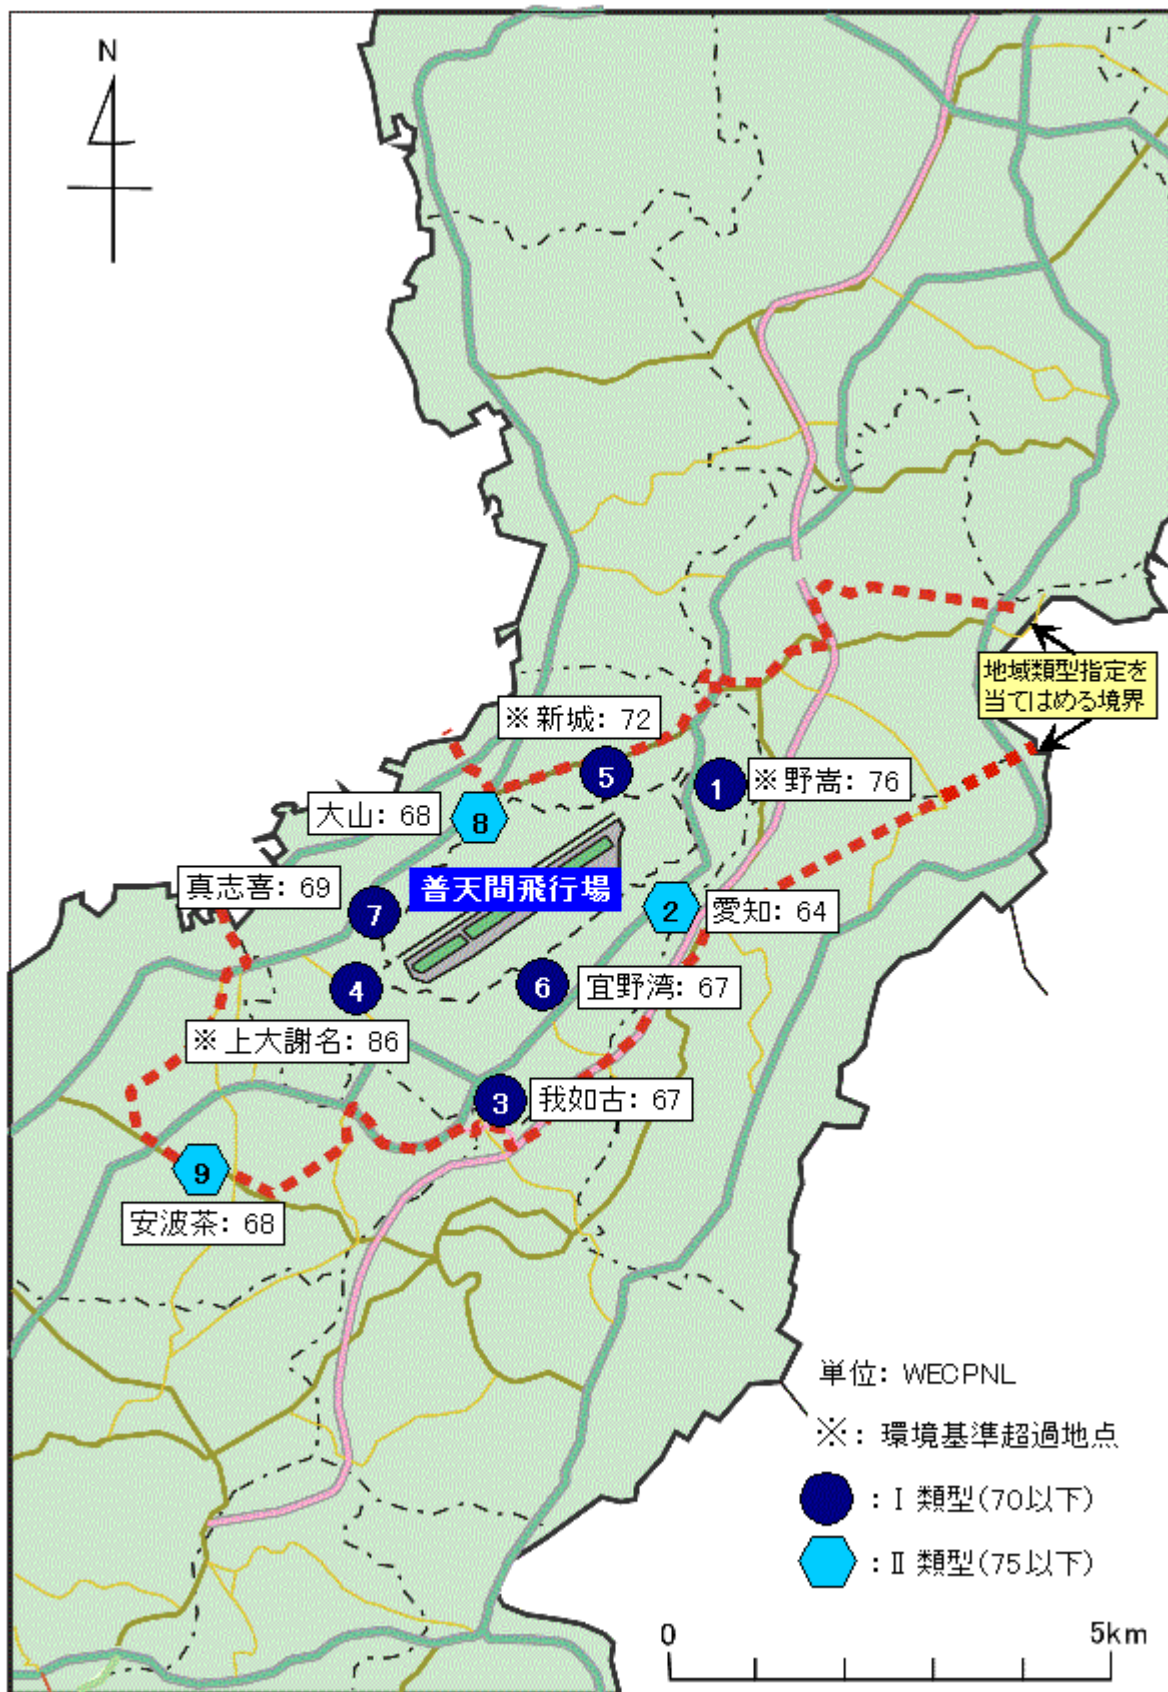 N
地域類型指定を
当てはめる境界
※新城: 72
5
1
※野嵩: 76
大山: 68
8
真志喜: 69
普天間飛行場
7
2
愛知: 64
4
6
宜野湾: 67
※上大謝名: 86
3
我如古: 67
9
安波茶: 68
単位: WECPNL
※: 環境基準超過地点
: I 類型(70以下)
: II 類型(75以下)
0
5km